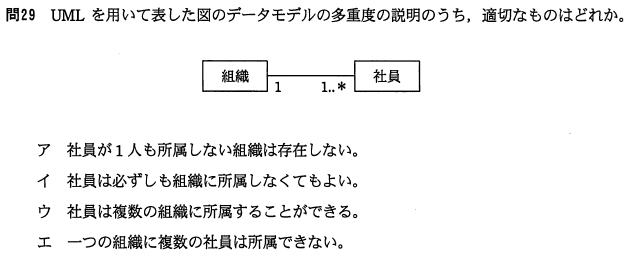 問29 UML を用いて表した図のデータモデルの多重度の説明のうち，適切なものはどれか。
組織 社員
1 1..*
ア 社員が1人も所属しない組織は存在しない。
イ 社員は必ずしも組織に所属しなくてもよい。
ウ 社員は複数の組織に所属することができる。
エ 一つの組織に複数の社員は所属できない。